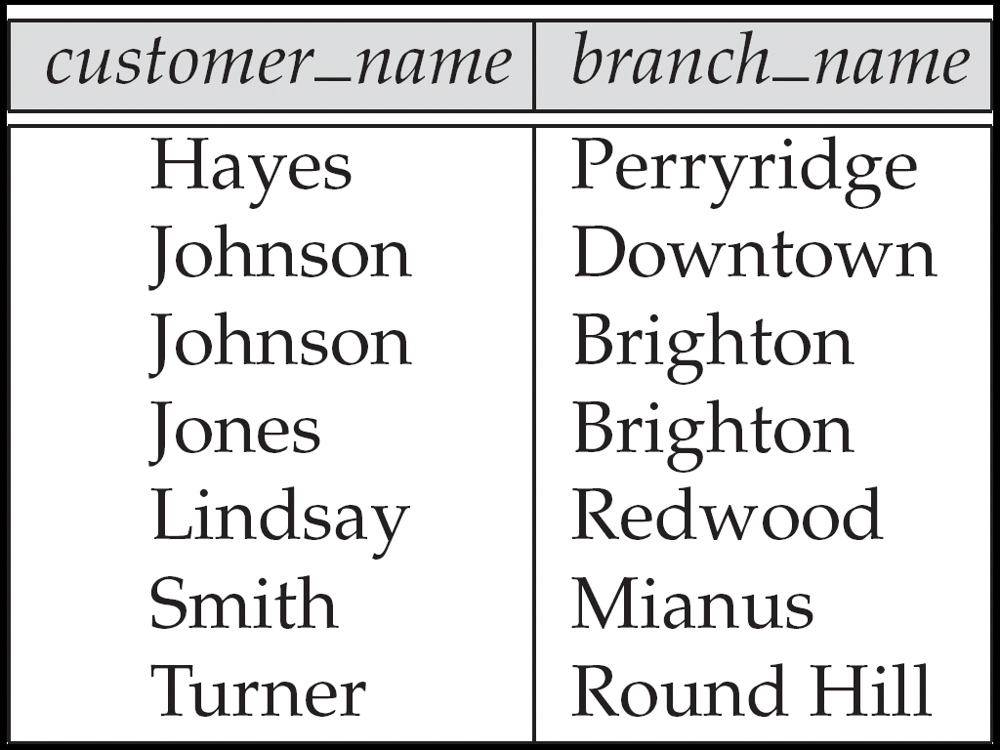 customer_name branch_name
Hayes Perryridge
Johnson Downtown
Johnson Brighton
Jones Brighton
Lindsay Redwood
Smith Mianus
Turner Round Hill